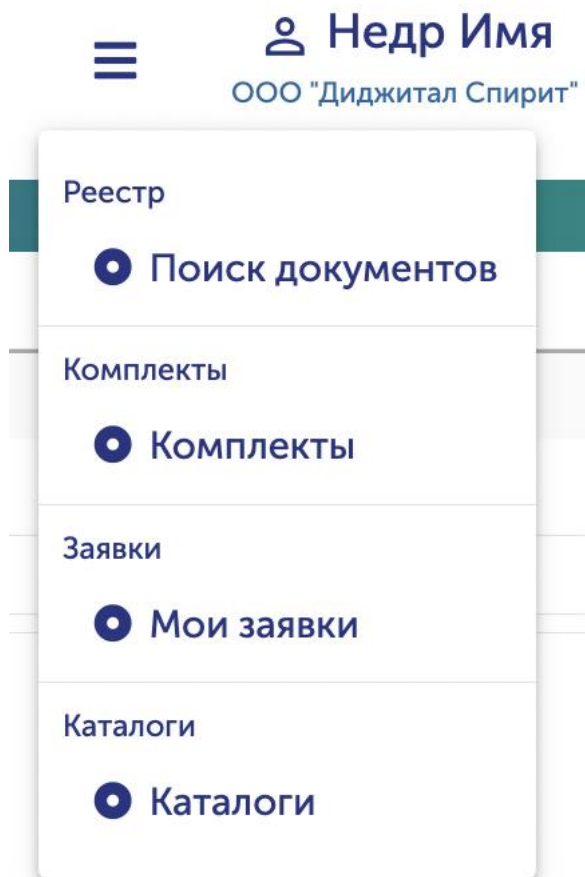 Недр Имя
ООО "Диджитал Спирит"
Реестр
Поиск документов
Комплекты
Комплекты
Заявки
Мои заявки
Каталоги
Каталоги